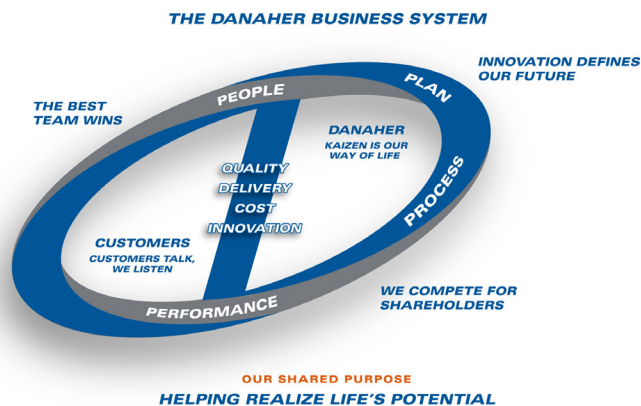 THE DANAHER BUSINESS SYSTEM
INNOVATION DEFINES
OUR FUTURE
PLAN
PEOPLE
THE BEST
TEAM WINS
DANAHER
KAIZEN IS OUR
WAY OF LIFE
QUALITY
DELIVERY
COST
INNOVATION
PROCESS
CUSTOMERS
CUSTOMERS TALK,
WE LISTEN
PERFORMANCE
WE COMPETE FOR
SHAREHOLDERS
OUR SHARED PURPOSE
HELPING REALIZE LIFE'S POTENTIAL